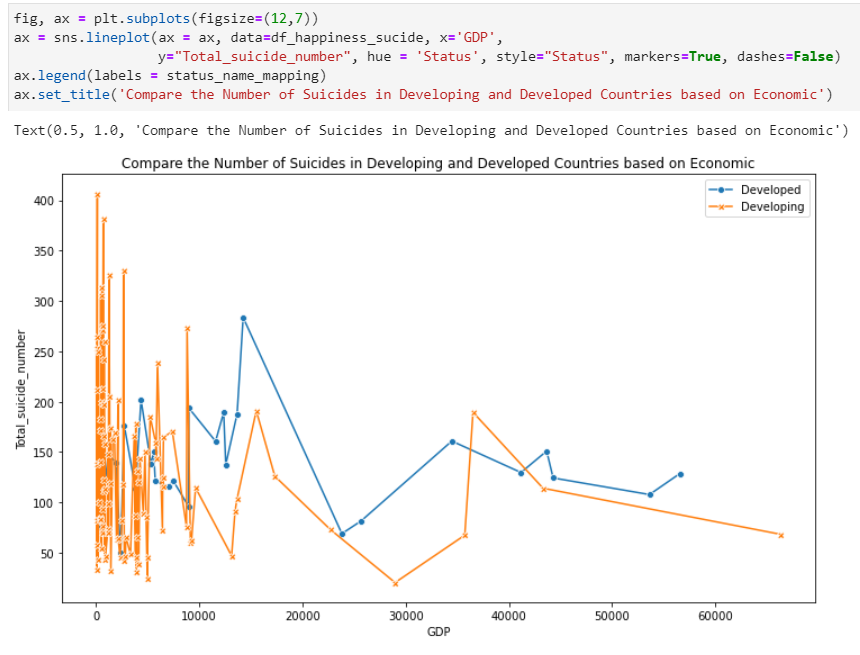 fig, ax = plt.subplots(figsize=(12,7))
ax = sns.lineplot(ax = ax, data=df_happiness_sucide, x='GDP',
y="Total_suicide_number", hue = 'Status', style="Status", markers=True, dashes=False)
ax.legend(labels = status_name_mapping)
ax.set_title('Compare the Number of Suicides in Developing and Developed Countries based on Economic')
Text(0.5, 1.0, 'Compare the Number of Suicides in Developing and Developed Countries based on Economic')
Compare the Number of Suicides in Developing and Developed Countries based on Economic
Developed
Developing
400
350
300
250
200
150
100
50
Total_suicide_number
0 10000 20000 30000 40000 50000 60000
GDP